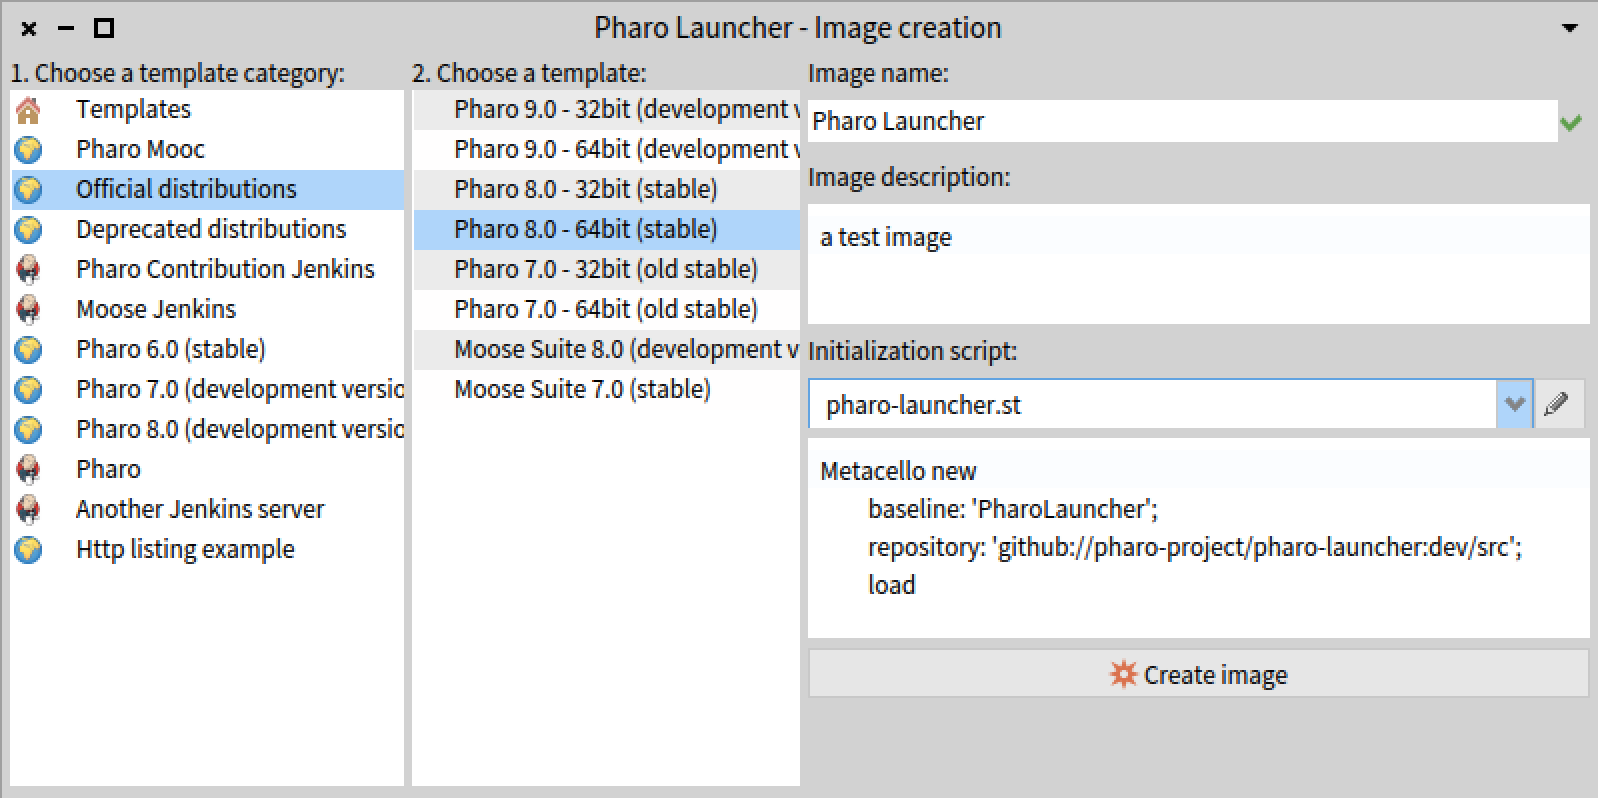 Pharo Launcher - Image creation
1. Choose a template category:
Templates
Pharo Mooc
Official distributions
Deprecated distributions
Pharo Contribution Jenkins
Moose Jenkins
Pharo 6.0 (stable)
Pharo 7.0 (development versio
Pharo 8.0 (development versio
Pharo
Another Jenkins server
Http listing example
2. Choose a template:
Pharo 9.0 - 32bit (development v
Pharo 9.0 - 64bit (development v
Pharo 8.0 - 32bit (stable)
Pharo 8.0 - 64bit (stable)
Pharo 7.0 - 32bit (old stable)
Pharo 7.0 - 64bit (old stable)
Moose Suite 8.0 (development v
Moose Suite 7.0 (stable)
Image name:
Pharo Launcher
Image description:
a test image
Initialization script:
pharo-launcher.st
Metacello new
baseline: 'PharoLauncher';
repository: 'github://pharo-project/pharo-launcher:dev/src';
load
Create image